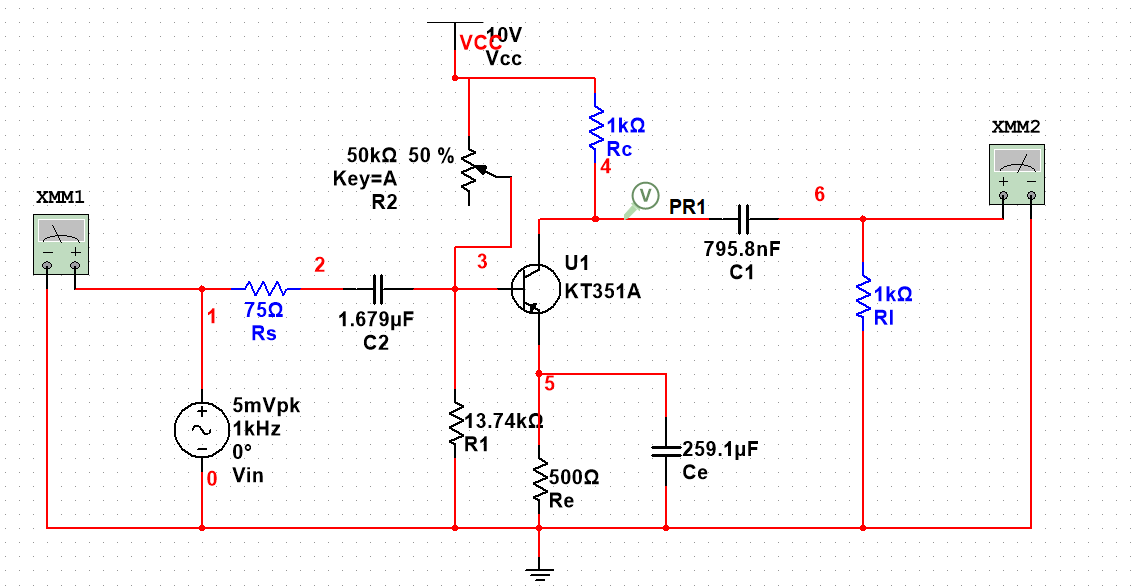 10V
VCC
Vcc
1kΩ
Rc
4
XMM2
50kΩ 50 %
Key=A
R2
V
PR1
6
XMM1
795.8nF
C1
2
3
U1
KT351A
1kΩ
Rl
1
75Ω
Rs
1.679µF
C2
5
5mVpk
1kHz
0°
Vin
0
13.74kΩ
R1
500Ω
Re
259.1µF
Ce